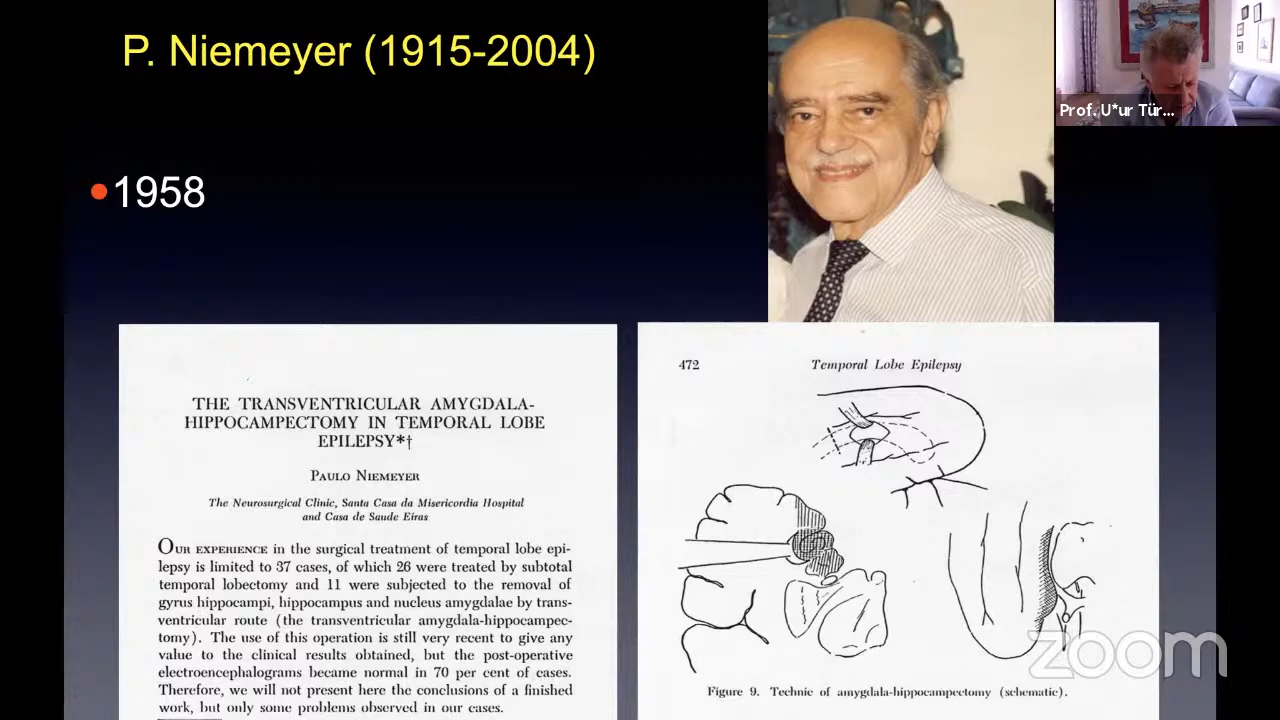 P. Niemeyer (1915-2004)
Prof. U*ur Tür...
1958
THE TRANSVENTRICULAR AMYGDALA-
HIPPOCAMPECTOMY IN TEMPORAL LOBE
EPILEPSY*†
PAULO NIEMEYER
The Neurosurgical Clinic, Santa Casa da Misericordia Hospital
and Casa de Saude Eiras
OUR EXPERIENCE in the surgical treatment of temporal lobe epi-
lepsy is limited to 37 cases, of which 26 were treated by subtotal
temporal lobectomy and 11 were subjected to the removal of
gyrus hippocampi, hippocampus and nucleus amygdalae by trans-
ventricular route (the transventricular amygdala-hippocampec-
tomy). The use of this operation is still very recent to give any
value to the clinical results obtained, but the post-operative
electroencephalograms became normal in 70 per cent of cases.
Therefore, we will not present here the conclusions of a finished
work, but only some problems observed in our cases.
472 Temporal Lobe Epilepsy
Figure 9. Technic of amygdala-hippocampectomy (schematic).
zoom